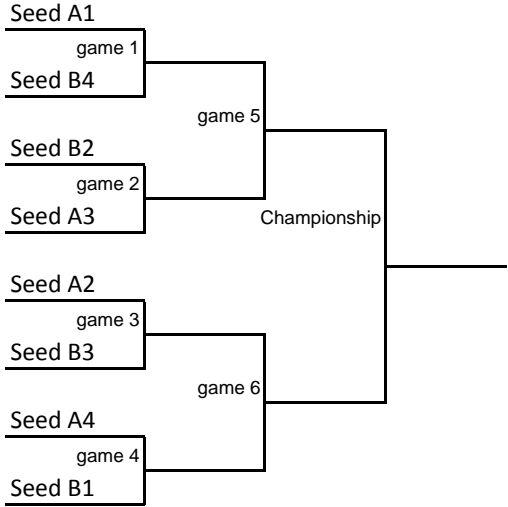 Seed A1
game 1
Seed B4
game 5
Seed B2
game 2
Seed A3
Championship
Seed A2
game 3
Seed B3
game 6
Seed A4
game 4
Seed B1